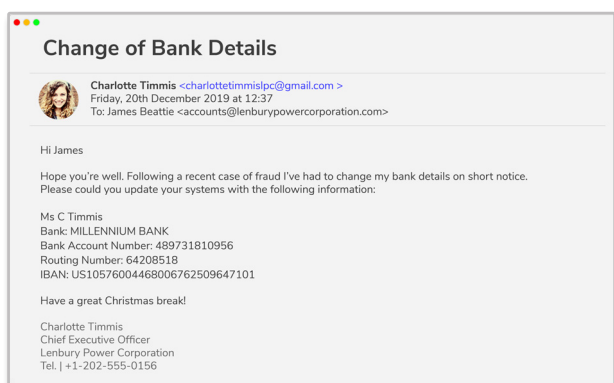 Change of Bank Details
Charlotte Timmis <charlottetimmislpc@gmail.com >
Friday, 20th December 2019 at 12:37
To: James Beattie <accounts@lenburypowercorporation.com>
Hi James
Hope you're well. Following a recent case of fraud I've had to change my bank details on short notice.
Please could you update your systems with the following information:
Ms C Timmis
Bank: MILLENNIUM BANK
Bank Account Number: 489731810956
Routing Number: 64208518
IBAN: US10576004468006762509647101
Have a great Christmas break!
Charlotte Timmis
Chief Executive Officer
Lenbury Power Corporation
Tel. | +1-202-555-0156